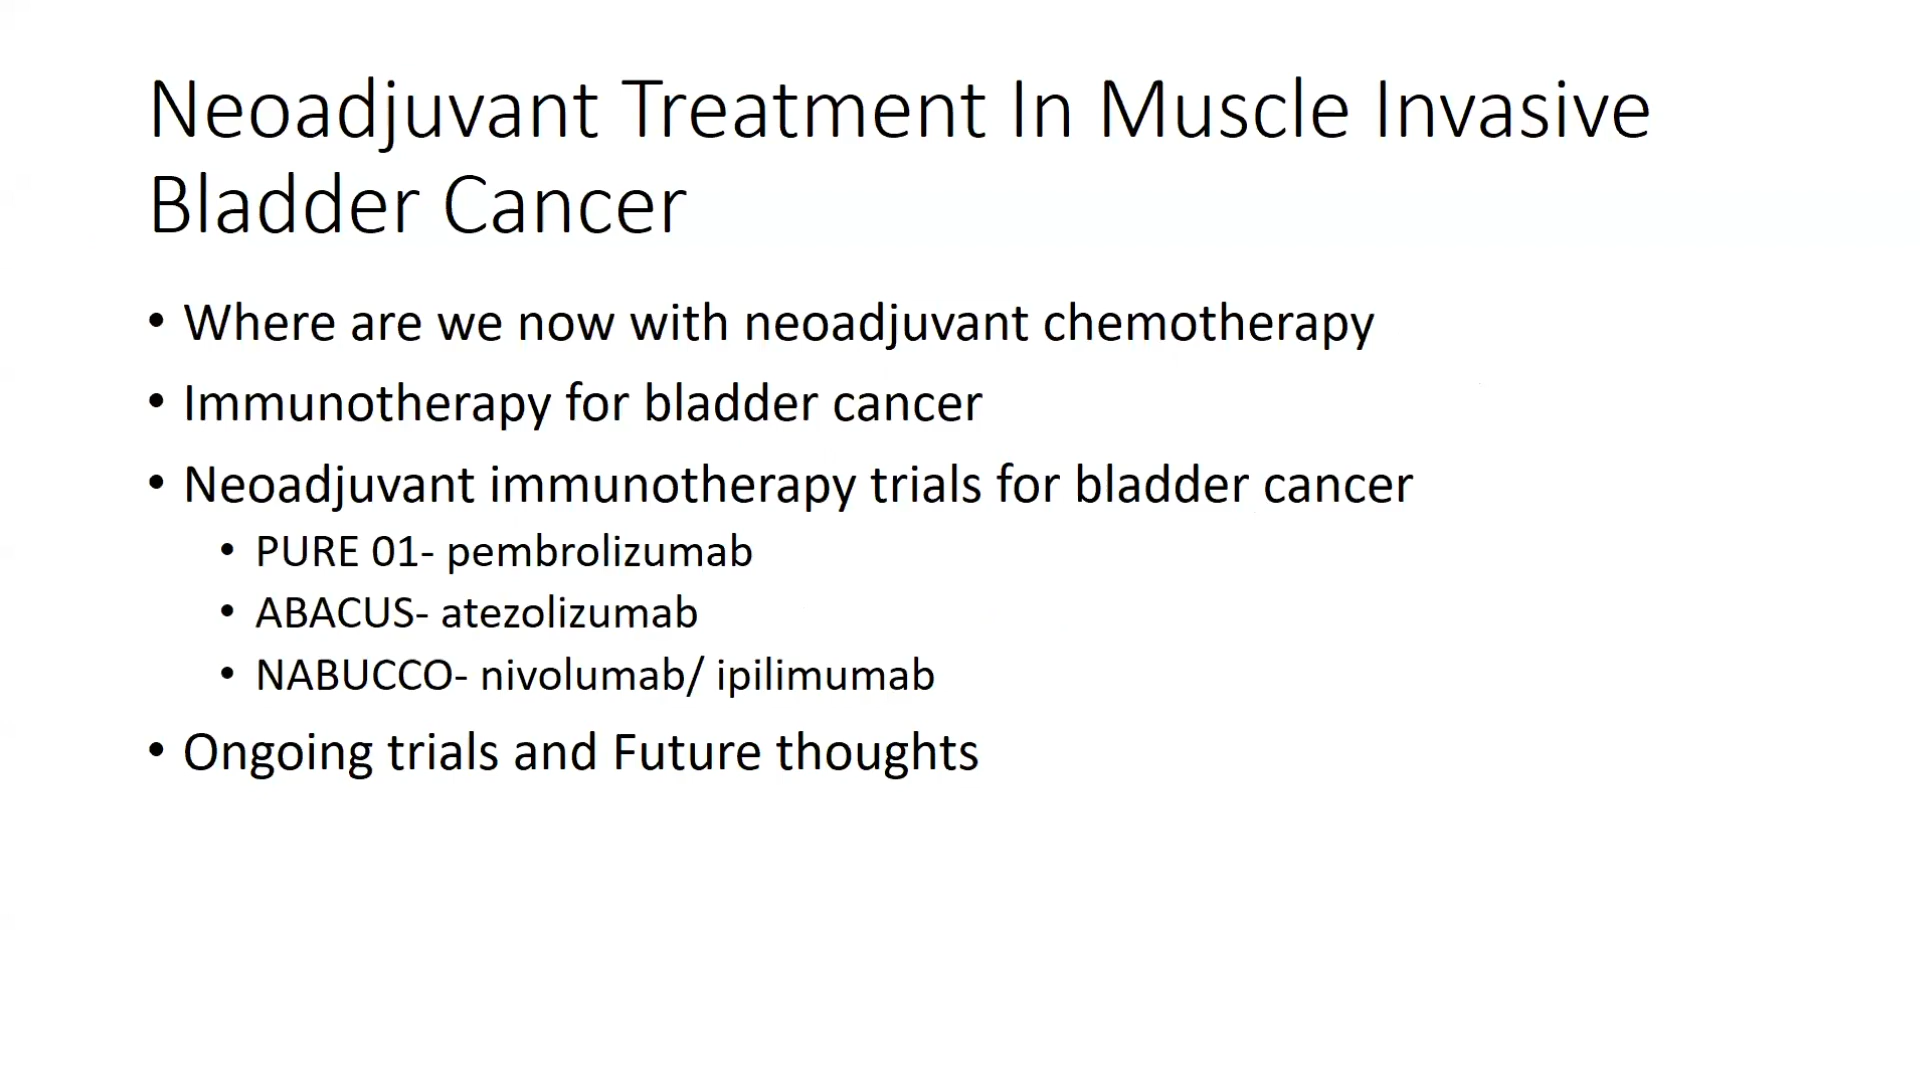 Neoadjuvant Treatment In Muscle Invasive
Bladder Cancer
• Where are we now with neoadjuvant chemotherapy
• Immunotherapy for bladder cancer
• Neoadjuvant immunotherapy trials for bladder cancer
• PURE 01- pembrolizumab
• ABACUS- atezolizumab
• NABUCCO- nivolumab/ ipilimumab
• Ongoing trials and Future thoughts